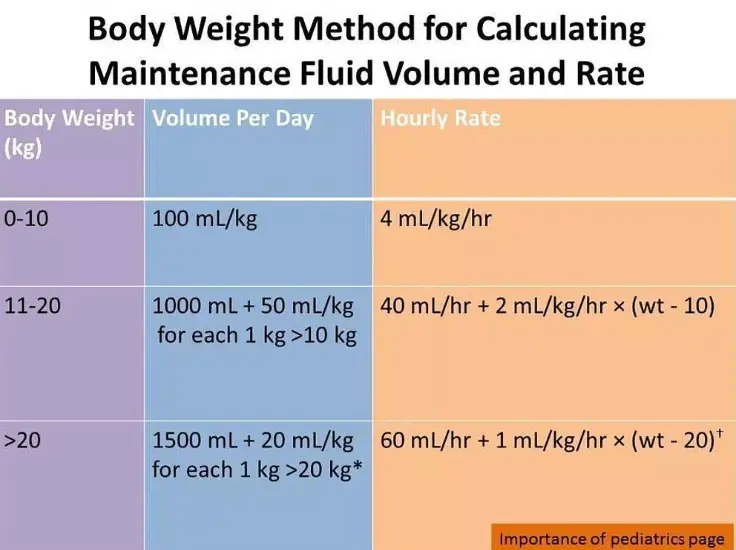 Body Weight Method for Calculating
Maintenance Fluid Volume and Rate
Body Weight (kg)
Volume Per Day
Hourly Rate
0-10
100 mL/kg
4 mL/kg/hr
11-20
1000 mL + 50 mL/kg
for each 1 kg >10 kg
40 mL/hr + 2 mL/kg/hr × (wt - 10)
>20
1500 mL + 20 mL/kg
for each 1 kg >20 kg*
60 mL/hr + 1 mL/kg/hr × (wt - 20)†
Importance of pediatrics page